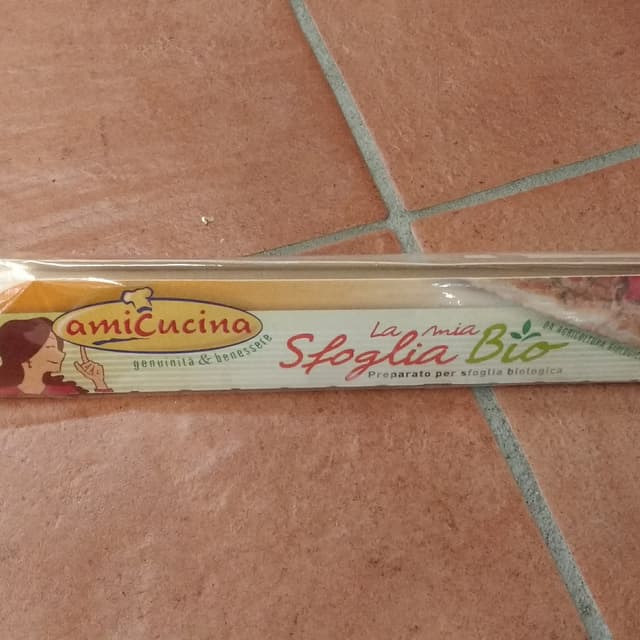 amiCucina
genuinità & benessere
La mia
Sfoglia Bio
Preparato per sfoglia biologica